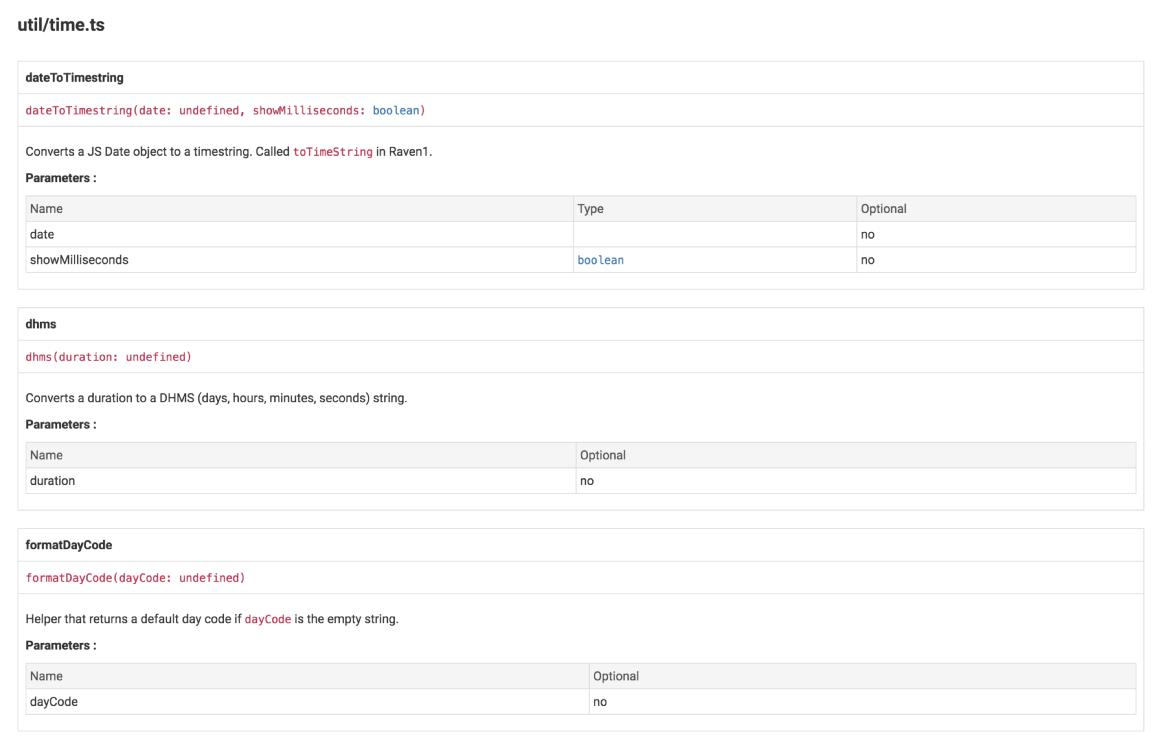 util/time.ts
dateToTimestring
dateToTimestring(date: undefined, showMilliseconds: boolean)
Converts a JS Date object to a timestring. Called toTimeString in Raven1.
Parameters :
Name Type Optional
date no
showMilliseconds boolean no
dhms
dhms(duration: undefined)
Converts a duration to a DHMS (days, hours, minutes, seconds) string.
Parameters :
Name Optional
duration no
formatDayCode
formatDayCode(dayCode: undefined)
Helper that returns a default day code if dayCode is the empty string.
Parameters :
Name Optional
dayCode no